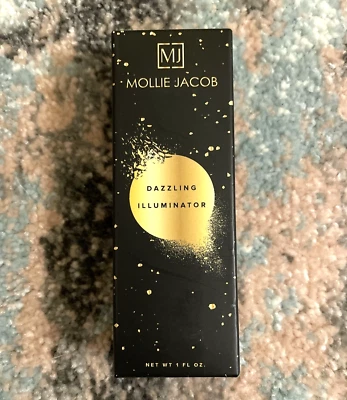 MJ
MOLLIE JACOB
DAZZLING
ILLUMINATOR
NET WT 1 FL OZ.